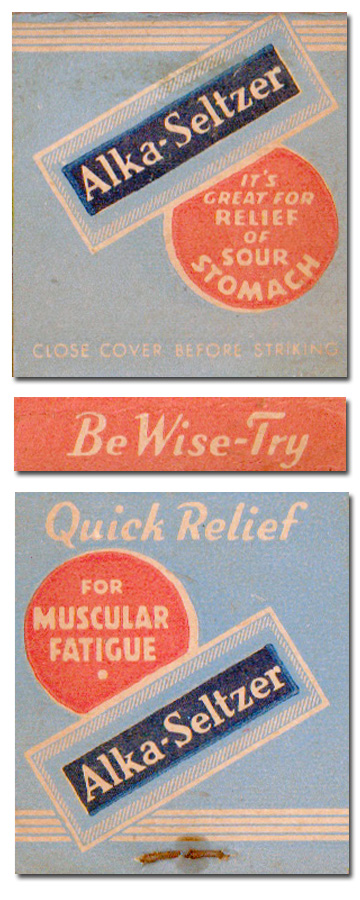 Alka-Seltzer
IT'S
GREAT FOR
RELIEF
OF
SOUR
STOMACH
CLOSE COVER BEFORE STRIKING
Be Wise-Try
Quick Relief
FOR
MUSCULAR
FATIGUE
Alka-Seltzer